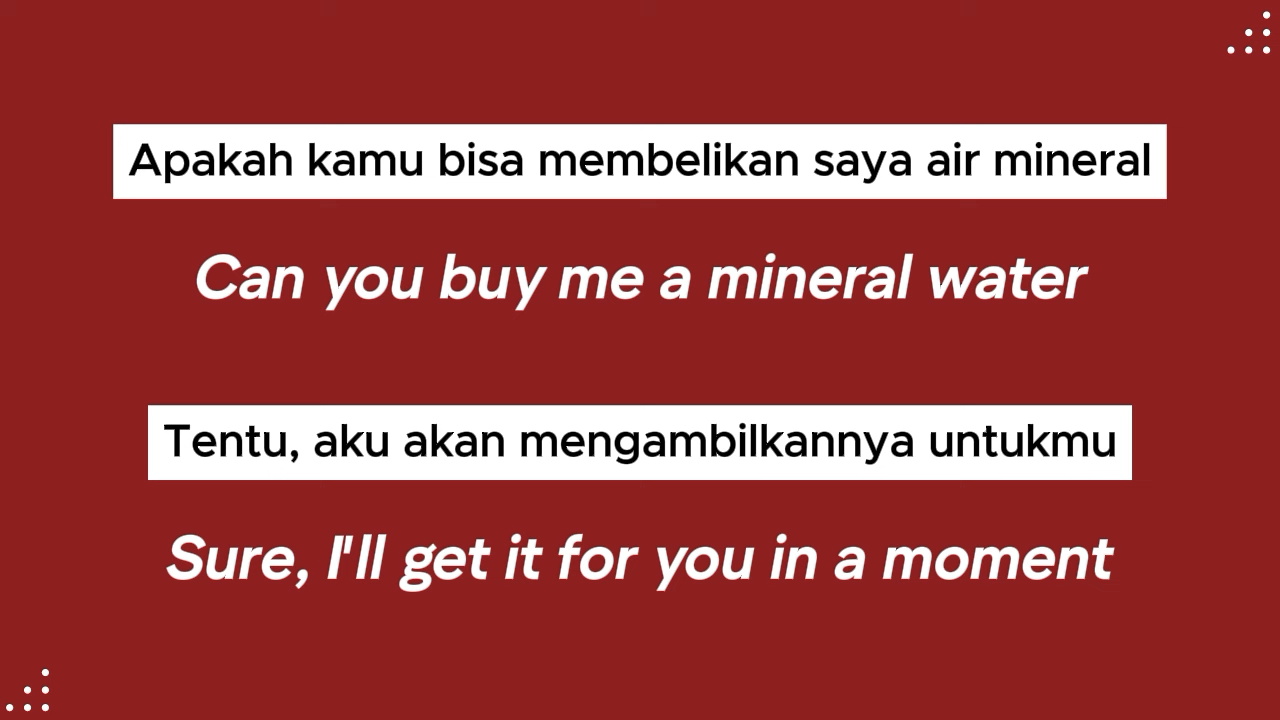 Apakah kamu bisa membelikan saya air mineral
Can you buy me a mineral water
Tentu, aku akan mengambilkannya untukmu
Sure, I'll get it for you in a moment